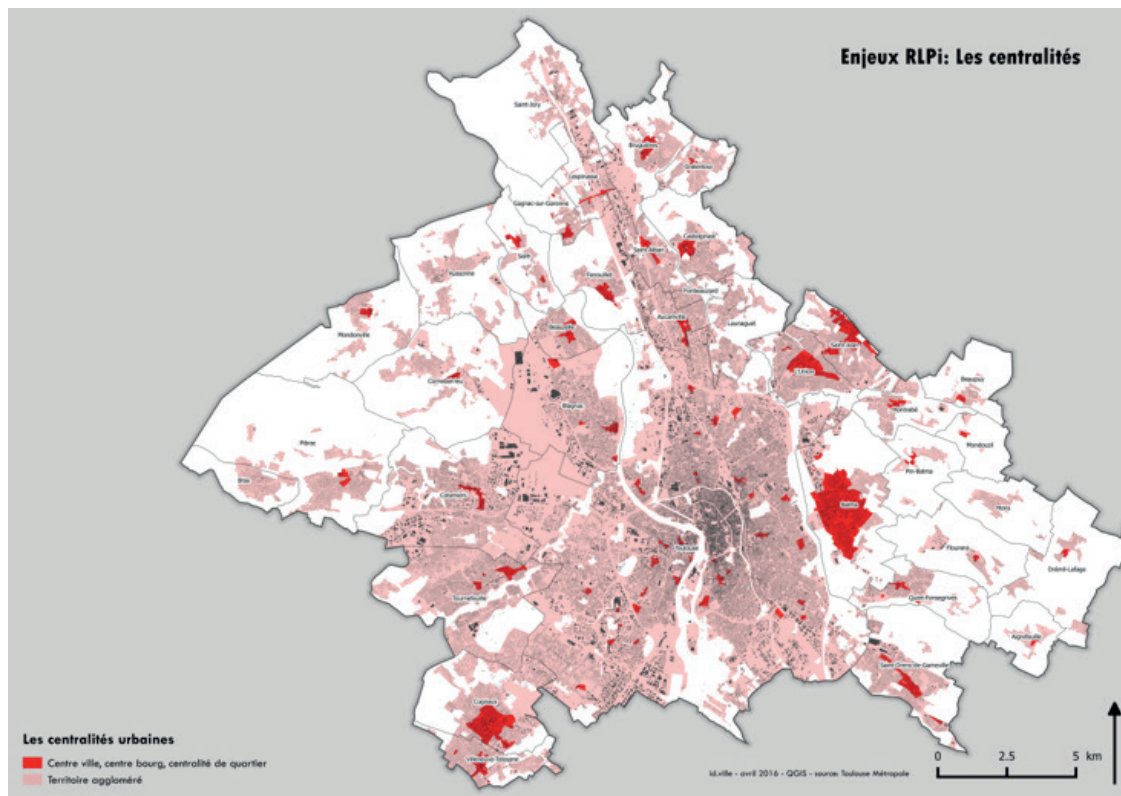 Enjeux RLPi: Les centralités
Saint-Jory
Bruguières
Gratentour
Lespinasse
Gagnac-sur-Garonne
Saint-Alban
Castelginest
Seilh
Aussonne
Fenouillet
Fonbeauzard
Launaguet
Aucamville
Mondonville
Beauzelle
Saint-Jean
L'Union
Cornebarrieu
Beaupuy
Blagnac
Montrabé
Mondouzil
Pibrac
Pin-Balma
Brax
Colomiers
Balma
Mons
Toulouse
Flourens
Drémil-Lafage
Tournefeuille
Quint-Fonsegrives
Aigrefeuille
Saint-Orens-de-Gameville
Cugnaux
Villeneuve-Tolosane
Les centralités urbaines
Centre ville, centre bourg, centralité de quartier
Territoire aggloméré
id.ville - avril 2016 - QGIS - source: Toulouse Métropole
0 2.5 5 km